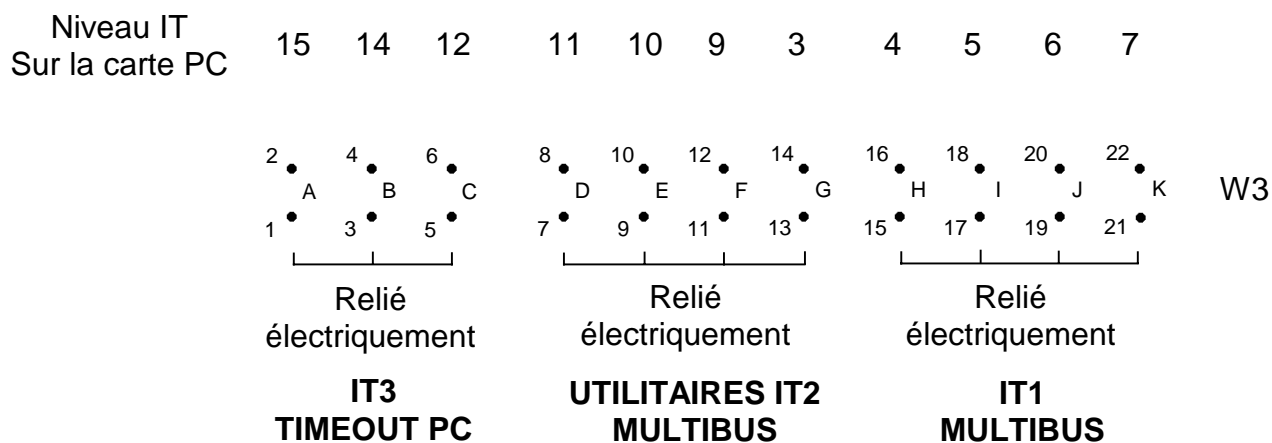 Niveau IT
Sur la carte PC
15 14 12 11 10 9 3 4 5 6 7
2 4 6 8 10 12 14 16 18 20 22
A B C D E F G H I J K
W3
1 3 5 7 9 11 13 15 17 19 21
Relié
électriquement
Relié
électriquement
Relié
électriquement
IT3
TIMEOUT PC
UTILITAIRES IT2
MULTIBUS
IT1
MULTIBUS